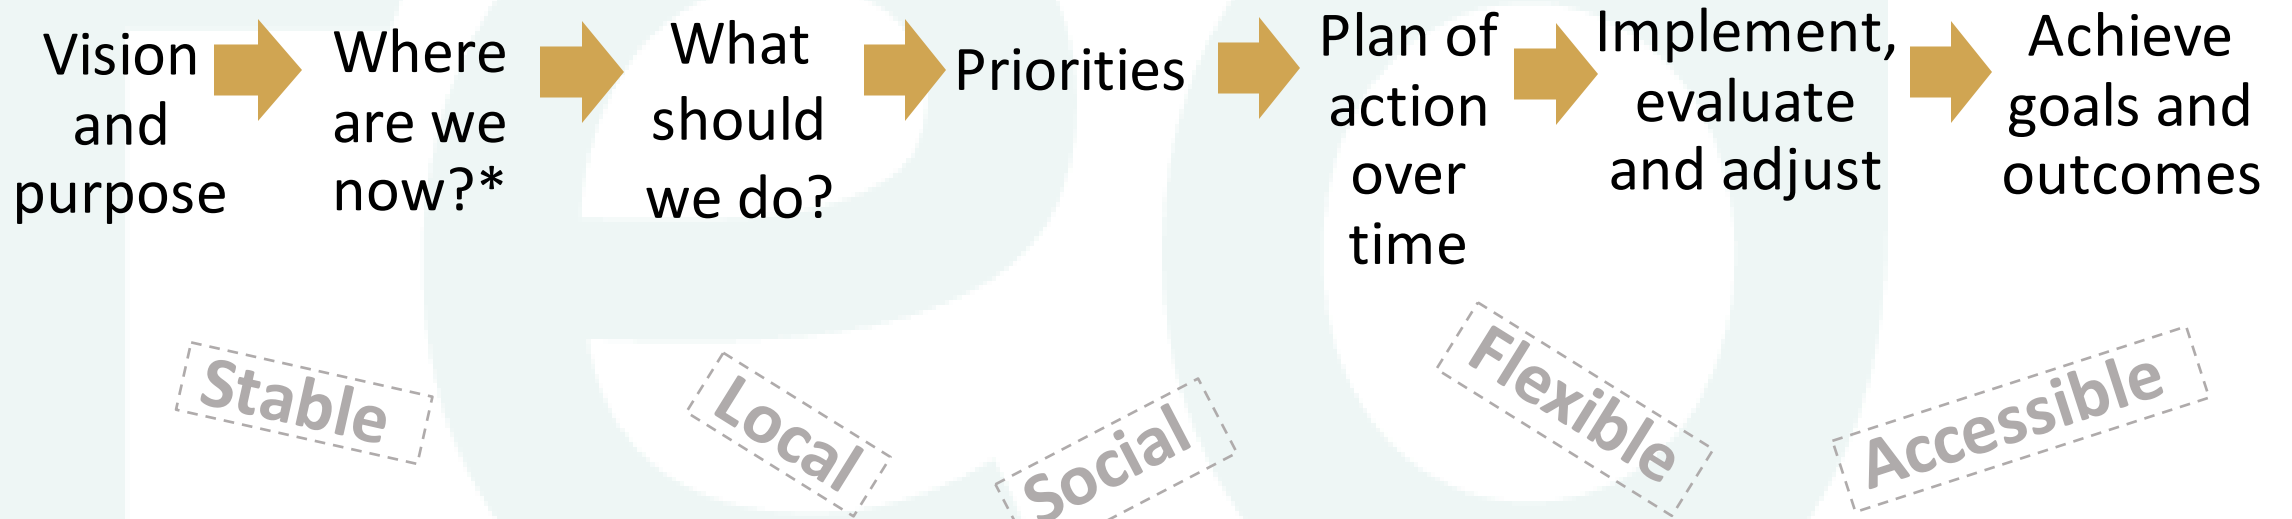 Vision
and
purpose
Where
are we
now?*
What
should
we do?
Priorities
Plan of
action
over
time
Implement,
evaluate
and adjust
Achieve
goals and
outcomes
Stable
Local
Social
Flexible
Accessible